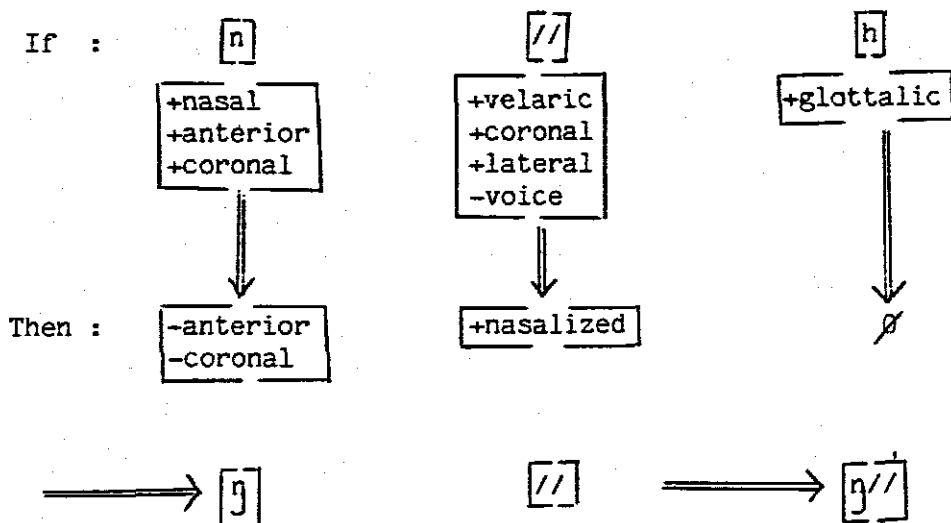 If : [n] [//] [h]
+nasal +velaric +glottalic
+anterior +coronal
+coronal +lateral
-voice
Then : -anterior +nasalized ∅
-coronal
[ŋ] [//] [ŋ//']